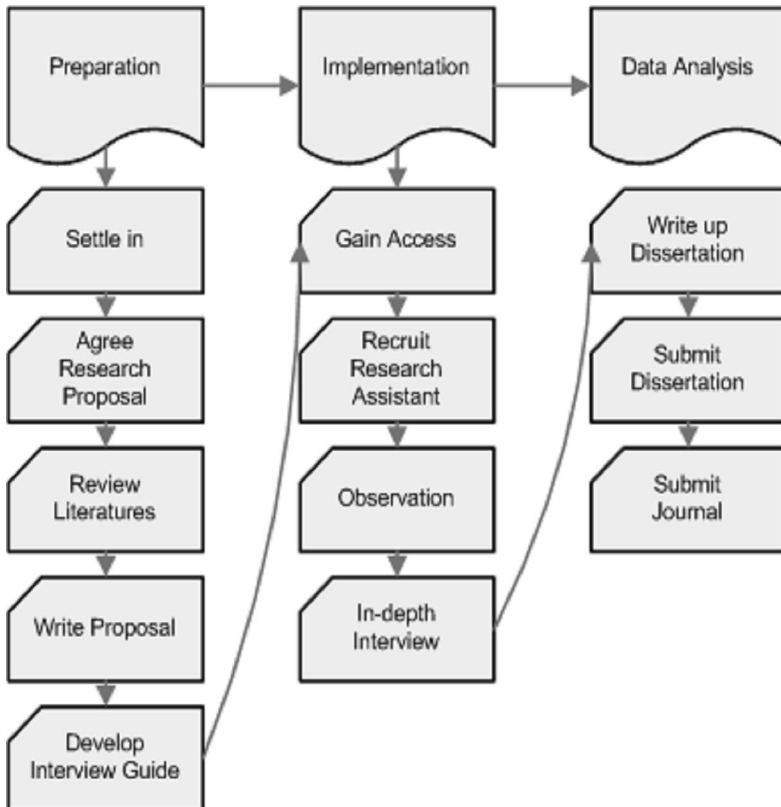 Preparation
Settle in
Agree
Research
Proposal
Review
Literatures
Write Proposal
Develop
Interview Guide
Implementation
Gain Access
Recruit
Research
Assistant
Observation
In-depth
Interview
Data Analysis
Write up
Dissertation
Submit
Dissertation
Submit
Journal